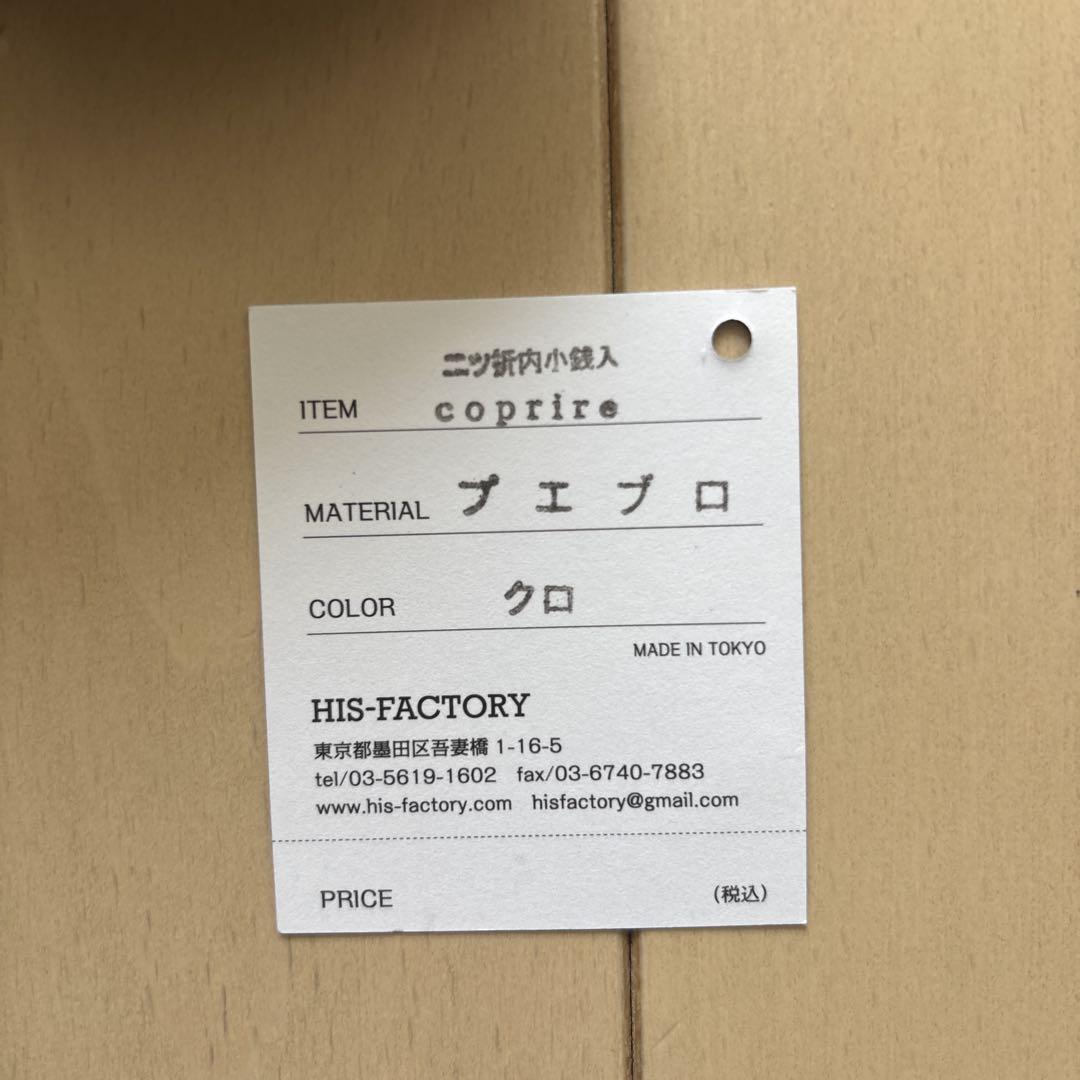 二ツ折内小銭入
ITEM coprire
MATERIAL プエブロ
COLOR クロ
MADE IN TOKYO
HIS-FACTORY
東京都墨田区吾妻橋 1-16-5
tel/03-5619-1602 fax/03-6740-7883
www.his-factory.com hisfactory@gmail.com
PRICE (税込)